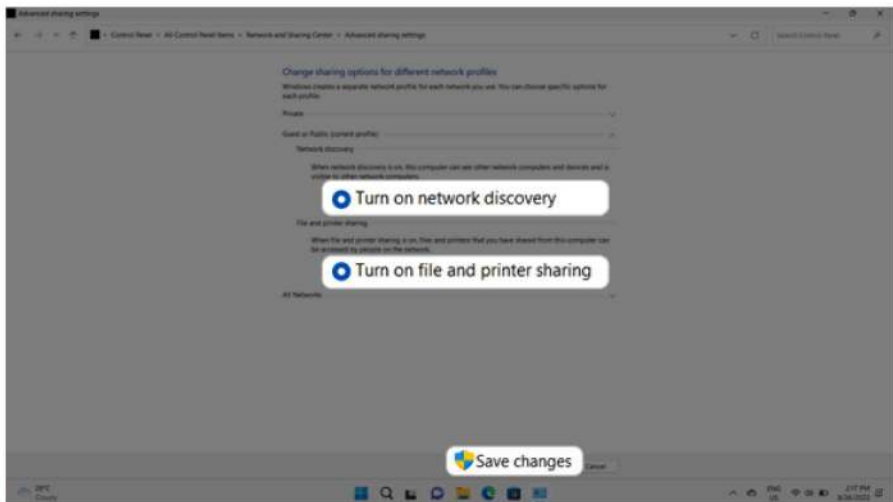 Advanced sharing settings
Control Panel > All Control Panel Items > Network and Sharing Center > Advanced sharing settings
Search Control Panel
Change sharing options for different network profiles
Windows creates a separate network profile for each network you use. You can choose specific options for
each profile.
Private
Guest or Public (current profile)
Network discovery
When network discovery is on, this computer can see other network computers and devices and is
visible to other network computers.
Turn on network discovery
File and printer sharing
When file and printer sharing is on, files and printers that you have shared from this computer can
be accessed by people on the network.
Turn on file and printer sharing
All Networks
Save changes
Cancel
28°C
Cloudy
ENG
US
2:17 PM